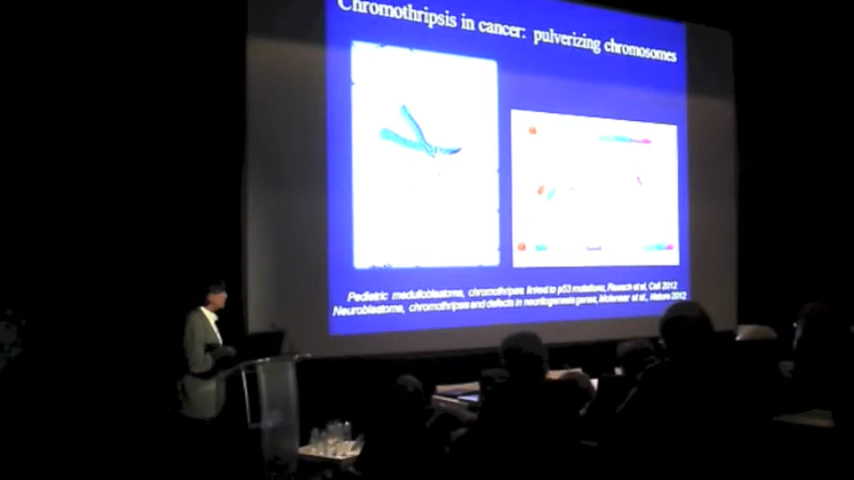 Chromothripsis in cancer: pulverizing chromosomes
Pediatric medulloblastoma, chromothripsis linked to p53 mutations, Rausch et al, Cell 2012
Neuroblastoma, chromothripsis and defects in neuritogenesis genes, Molenaar et al., Nature 2012